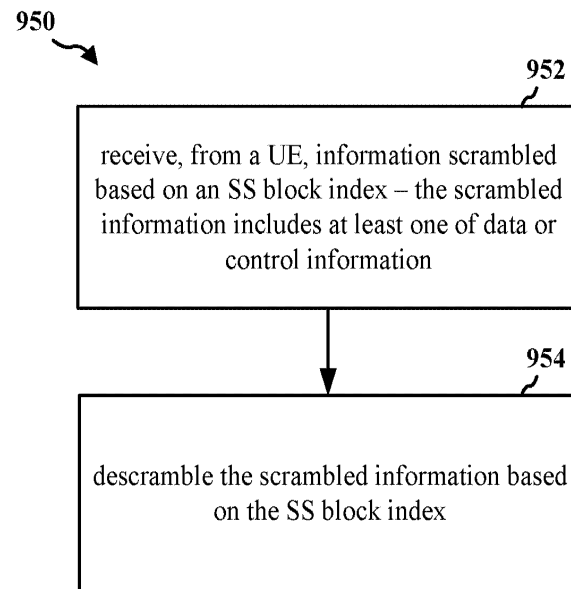 950
952
receive, from a UE, information scrambled
based on an SS block index – the scrambled
information includes at least one of data or
control information
954
descramble the scrambled information based
on the SS block index